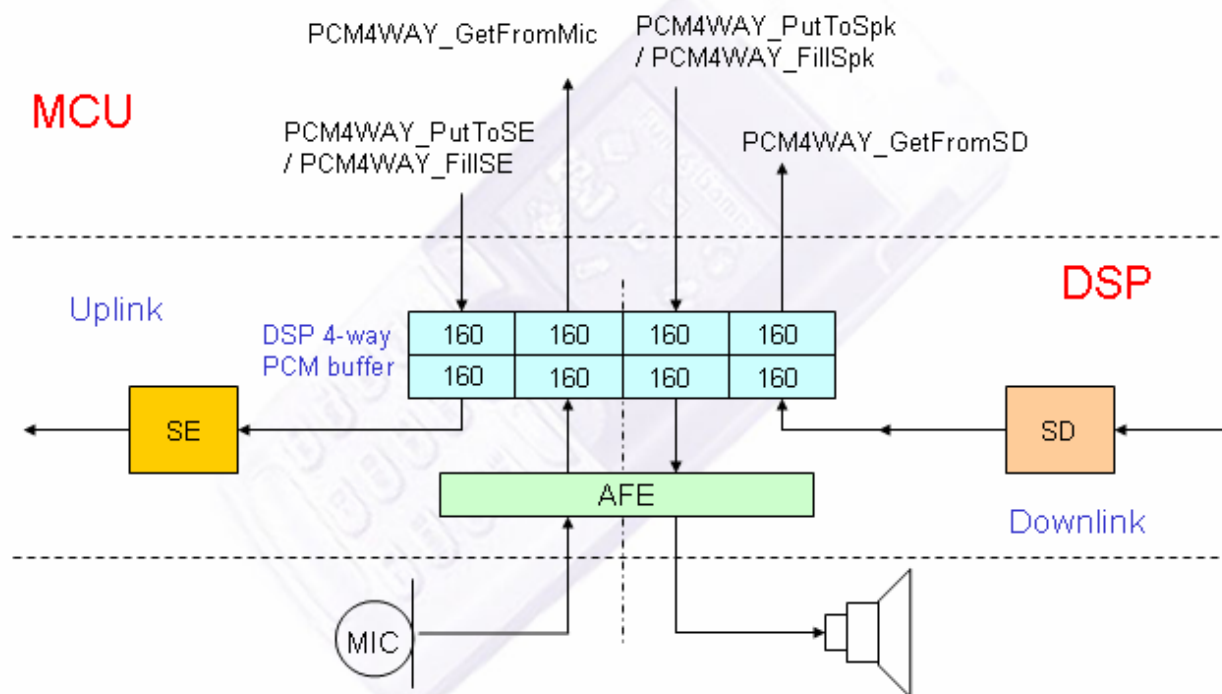 PCM4WAY_GetFromMic
PCM4WAY_PutToSpk
/ PCM4WAY_FillSpk
MCU
PCM4WAY_PutToSE
/ PCM4WAY_FillSE
PCM4WAY_GetFromSD
DSP
Uplink
DSP 4-way
PCM buffer
160 160 160 160
160 160 160 160
SE
SD
AFE
Downlink
MIC